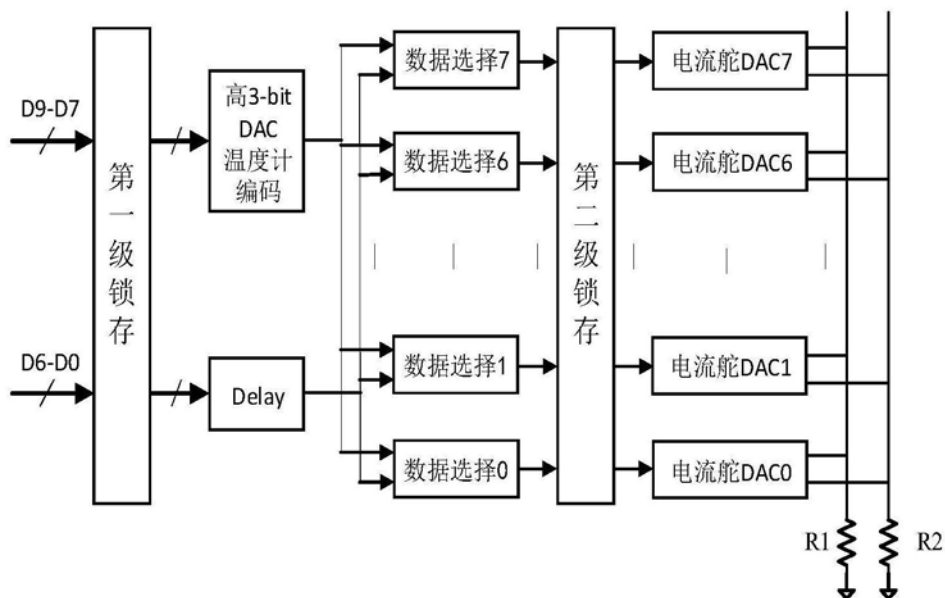 D9-D7
D6-D0
第一级锁存
高3-bit
DAC
温度计
编码
Delay
数据选择7
数据选择6
数据选择1
数据选择0
第二级锁存
电流舵DAC7
电流舵DAC6
电流舵DAC1
电流舵DAC0
R1
R2